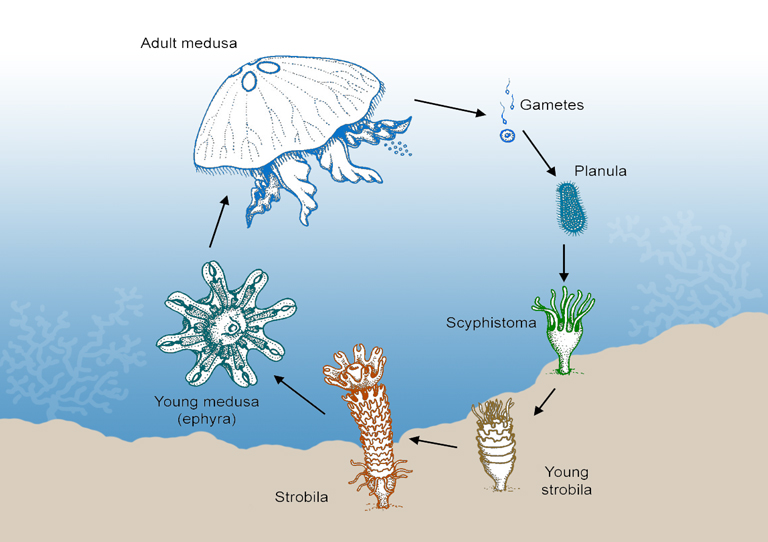 Adult medusa
Gametes
Planula
Scyphistoma
Young medusa
(ephyra)
Young
strobila
Strobila